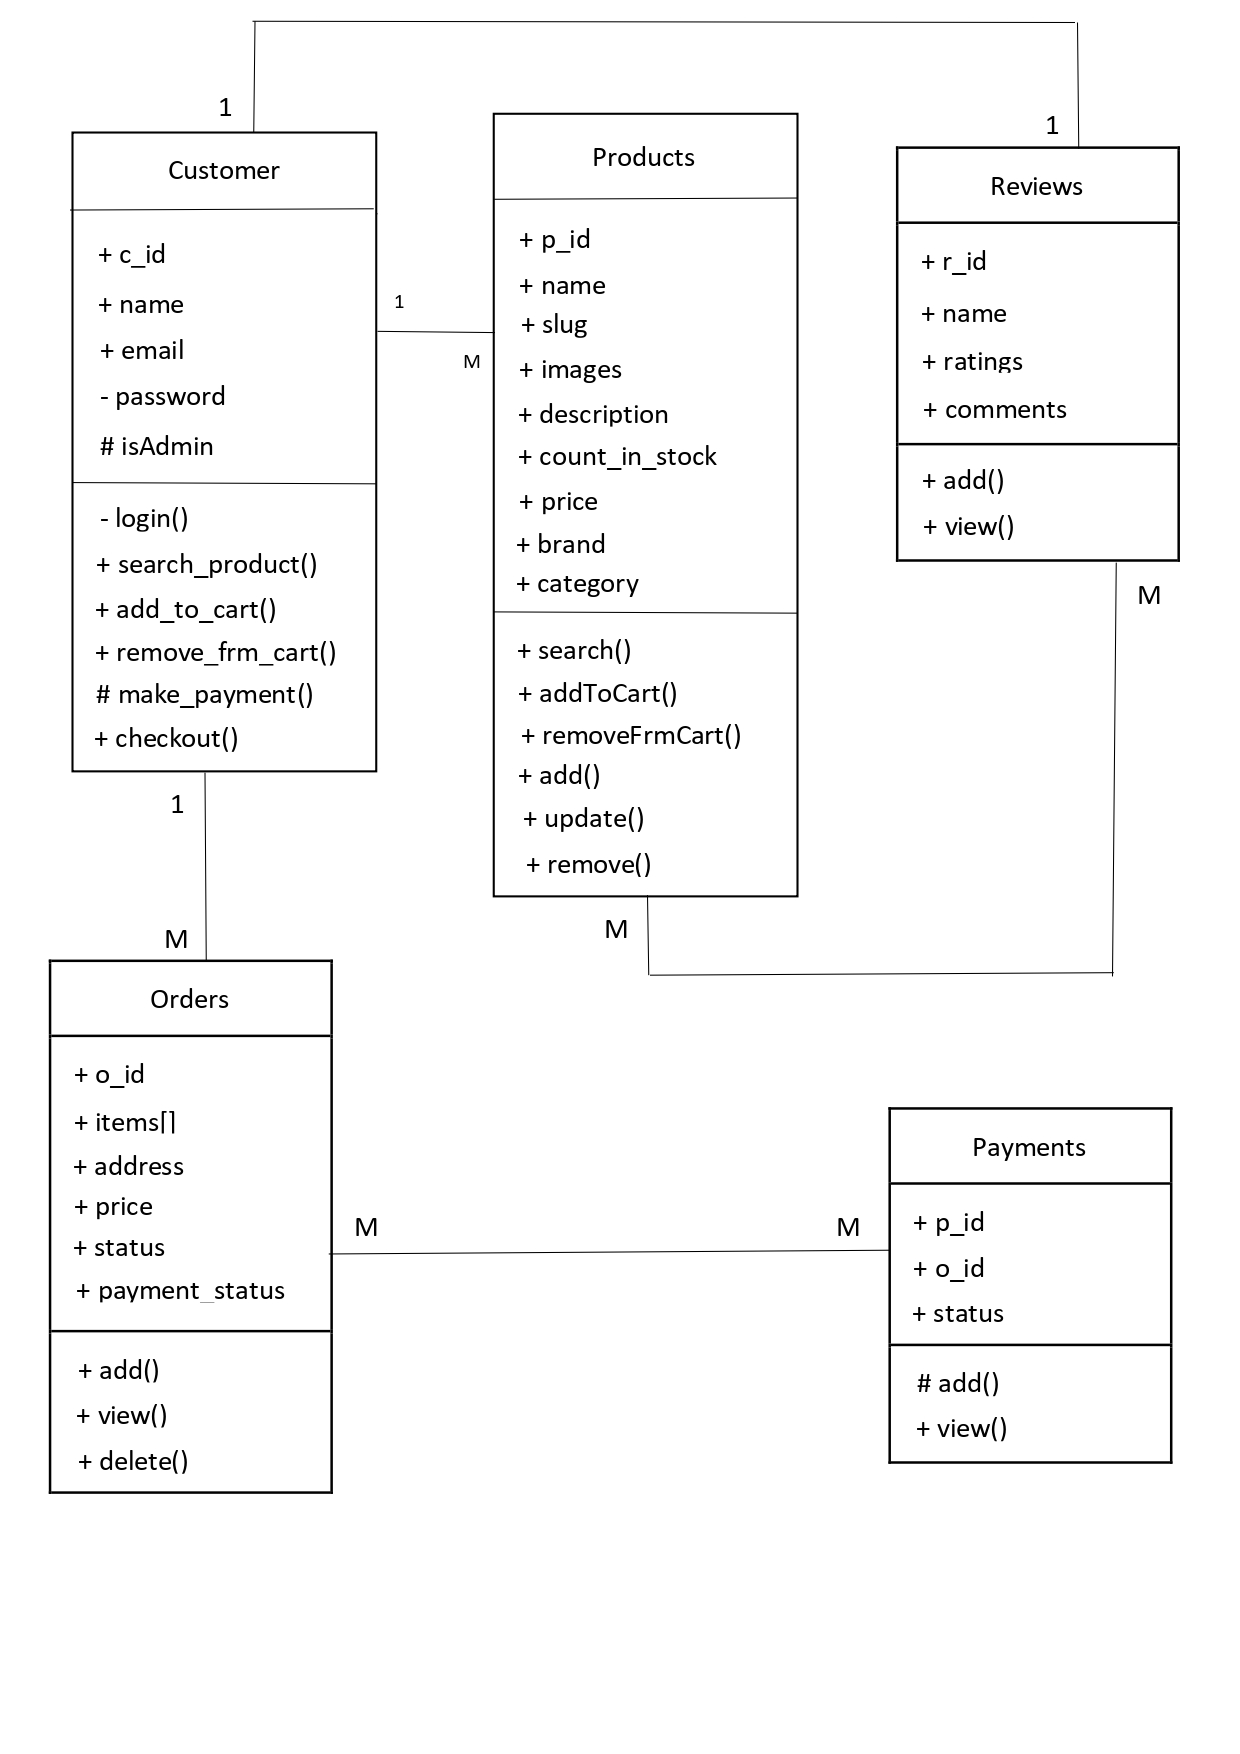 1
Customer
+ c_id
+ name
+ email
- password
# isAdmin
- login()
+ search_product()
+ add_to_cart()
+ remove_frm_cart()
# make_payment()
+ checkout()
1
M
Products
+ p_id
+ name
+ slug
+ images
+ description
+ count_in_stock
+ price
+ brand
+ category
+ search()
+ addToCart()
+ removeFrmCart()
+ add()
+ update()
+ remove()
M
1
Reviews
+ r_id
+ name
+ ratings
+ comments
+ add()
+ view()
M
1
M
Orders
+ o_id
+ items[]
+ address
+ price
+ status
+ payment_status
+ add()
+ view()
+ delete()
M
M
Payments
+ p_id
+ o_id
+ status
# add()
+ view()